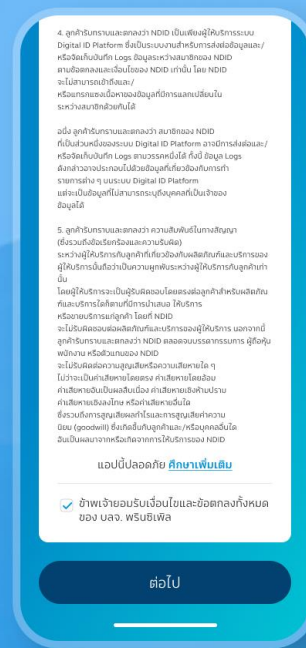 4. ลูกค้ารับทราบและตกลงว่า NDID เป็นเพียงผู้ให้บริการระบบ
Digital ID Platform ซึ่งเป็นระบบงานสำหรับการส่งต่อข้อมูลและ/
หรือจัดเก็บบันทึก Logs ข้อมูลระหว่างสมาชิกของ NDID
ตามข้อตกลงและเงื่อนไขของ NDID เท่านั้น โดย NDID
จะไม่สามารถเข้าถึงและ/
หรือแทรกแซงเนื้อหาของข้อมูลที่มีการแลกเปลี่ยนใน
ระหว่างสมาชิกด้วยกันได้
อนึ่ง ลูกค้ารับทราบและตกลงว่า สมาชิกของ NDID
ที่เป็นส่วนหนึ่งของระบบ Digital ID Platform อาจมีการส่งต่อและ/
หรือจัดเก็บบันทึก Logs ตามวรรคหนึ่งได้ ทั้งนี้ ข้อมูล Logs
ดังกล่าวอาจประกอบไปด้วยข้อมูลที่เกี่ยวข้องกับการทำ
รายการต่าง ๆ บนระบบ Digital ID Platform
แต่จะเป็นข้อมูลที่ไม่สามารถระบุถึงบุคคลที่เป็นเจ้าของ
ข้อมูลได้
5. ลูกค้ารับทราบและตกลงว่า ความสัมพันธ์ในทางสัญญา
(ซึ่งรวมถึงข้อเรียกร้องและความรับผิด)
ระหว่างผู้ให้บริการกับลูกค้าที่เกี่ยวข้องกับผลิตภัณฑ์และบริการของ
ผู้ให้บริการนั้นถือว่าเป็นความผูกพันระหว่างผู้ให้บริการกับลูกค้าเท่า
นั้น
โดยผู้ให้บริการจะเป็นผู้รับผิดชอบโดยตรงต่อลูกค้าสำหรับผลิตภัณ
ฑ์และบริการใดก็ตามที่มีการนำเสนอ ให้บริการ
หรือขายบริการแก่ลูกค้า โดยที่ NDID
จะไม่รับผิดชอบต่อผลิตภัณฑ์และบริการของผู้ให้บริการ นอกจากนี้
ลูกค้ารับทราบและตกลงว่า NDID ตลอดจนบรรดากรรมการ ผู้ถือหุ้น
พนักงาน หรือตัวแทนของ NDID
จะไม่รับผิดต่อความสูญเสียหรือความเสียหายใด ๆ
ไม่ว่าจะเป็นค่าเสียหายโดยตรง ค่าเสียหายโดยอ้อม
ค่าเสียหายอันเป็นผลสืบเนื่อง ค่าเสียหายเชิงห้ามปราม
ค่าเสียหายเชิงลงโทษ หรือค่าเสียหายอื่นใด
ซึ่งรวมถึงการสูญเสียผลกำไรและการสูญเสียค่าความ
นิยม (goodwill) ซึ่งเกิดขึ้นกับลูกค้าและ/หรือบุคคลอื่นใด
อันเป็นผลมาจากหรือเกิดจากการให้บริการของ NDID
แอปนี้ปลอดภัย ศึกษาเพิ่มเติม
ข้าพเจ้ายอมรับเงื่อนไขและข้อตกลงทั้งหมด
ของ บลจ. พรินซิเพิล
ต่อไป